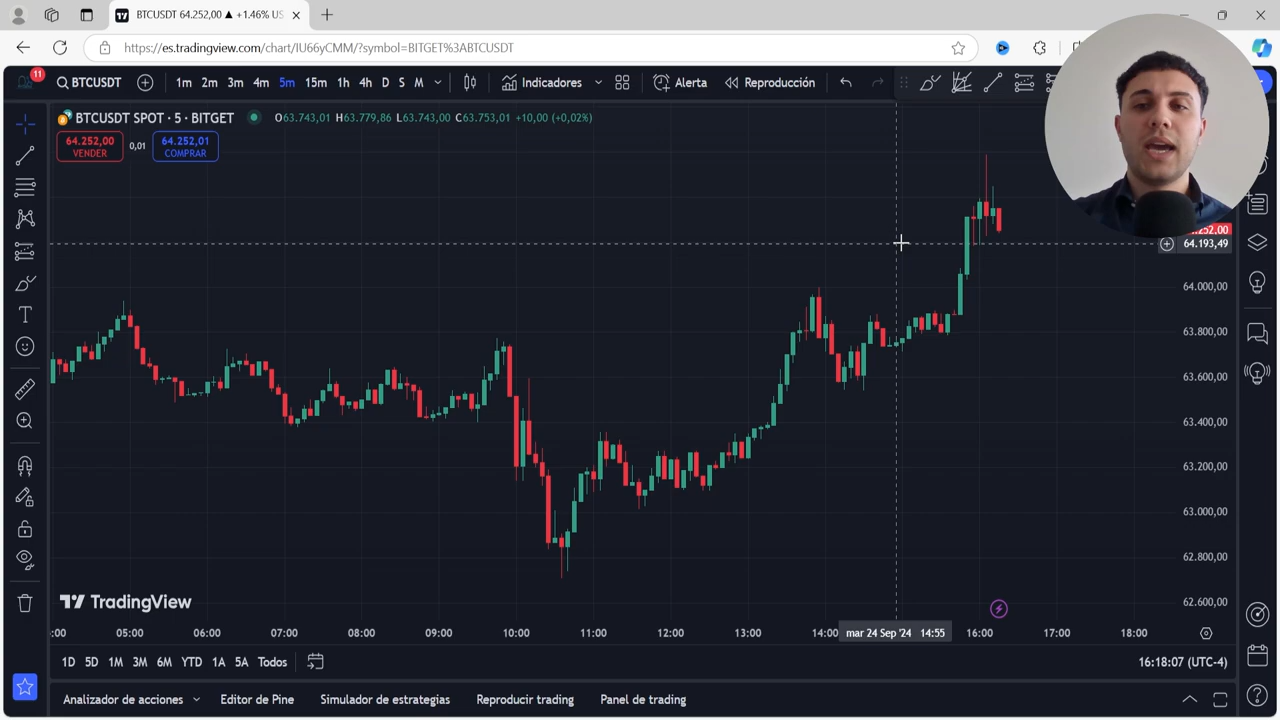 BTCUSDT 64.252,00 ▲ +1.46% US
https://es.tradingview.com/chart/IU66yCMM/?symbol=BITGET%3ABTCUSDT
11
BTCUSDT 1m 2m 3m 4m 5m 15m 1h 4h D S M Indicadores Alerta Reproducción
BTCUSDT SPOT · 5 · BITGET O63.743,01 H63.779,86 L63.743,00 C63.753,01 +10,00 (+0,02%)
64.252,00 VENDER
0,01
64.252,01 COMPRAR
.252,00
64.193,49
64.000,00
63.800,00
63.600,00
63.400,00
63.200,00
63.000,00
62.800,00
62.600,00
TradingView
:00 05:00 06:00 07:00 08:00 09:00 10:00 11:00 12:00 13:00 14:00 mar 24 Sep '24 14:55 16:00 17:00 18:00
1D 5D 1M 3M 6M YTD 1A 5A Todos 16:18:07 (UTC-4)
Analizador de acciones Editor de Pine Simulador de estrategias Reproducir trading Panel de trading